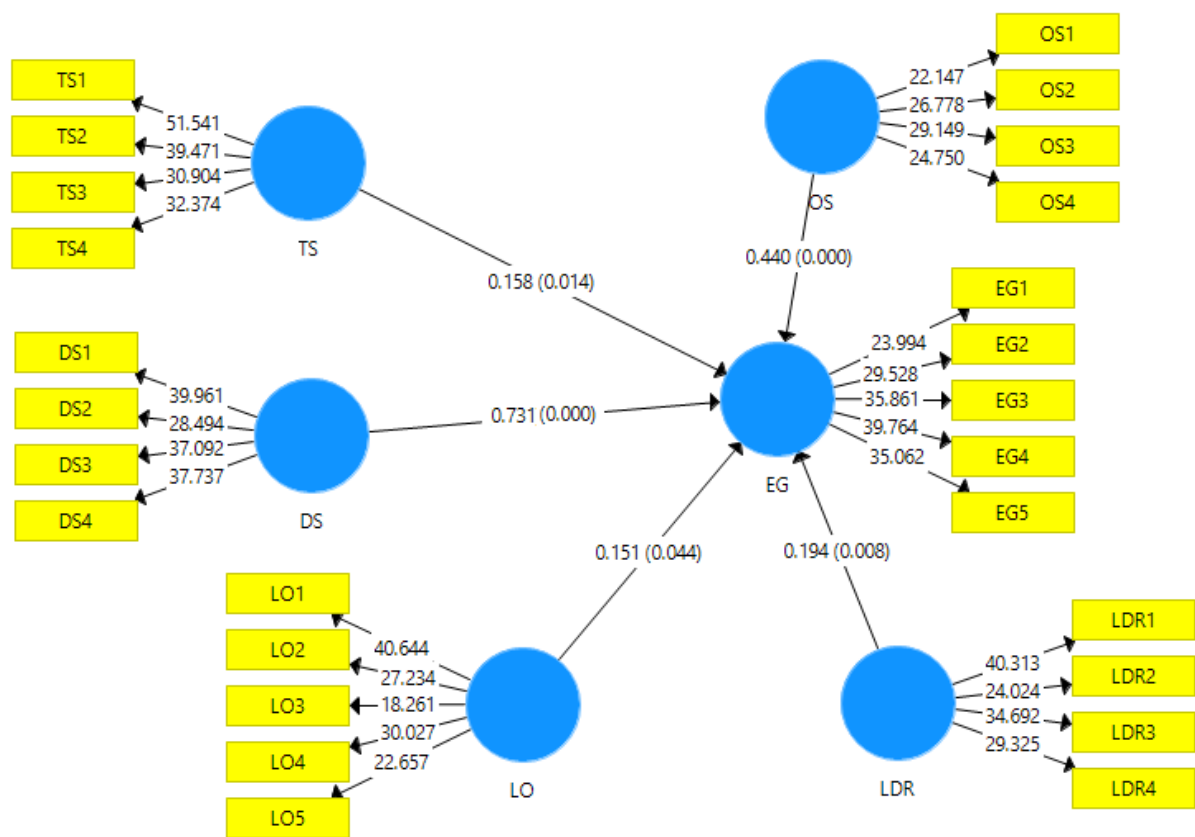 TS1
TS2
TS3
TS4
51.541
39.471
30.904
32.374
TS
OS1
OS2
OS3
OS4
22.147
26.778
29.149
24.750
OS
0.158 (0.014)
0.440 (0.000)
DS1
DS2
DS3
DS4
39.961
28.494
37.092
37.737
DS
0.731 (0.000)
EG1
EG2
EG3
EG4
EG5
23.994
29.528
35.861
39.764
35.062
EG
0.151 (0.044)
0.194 (0.008)
LO1
LO2
LO3
LO4
LO5
40.644
27.234
18.261
30.027
22.657
LO
LDR1
LDR2
LDR3
LDR4
40.313
24.024
34.692
29.325
LDR